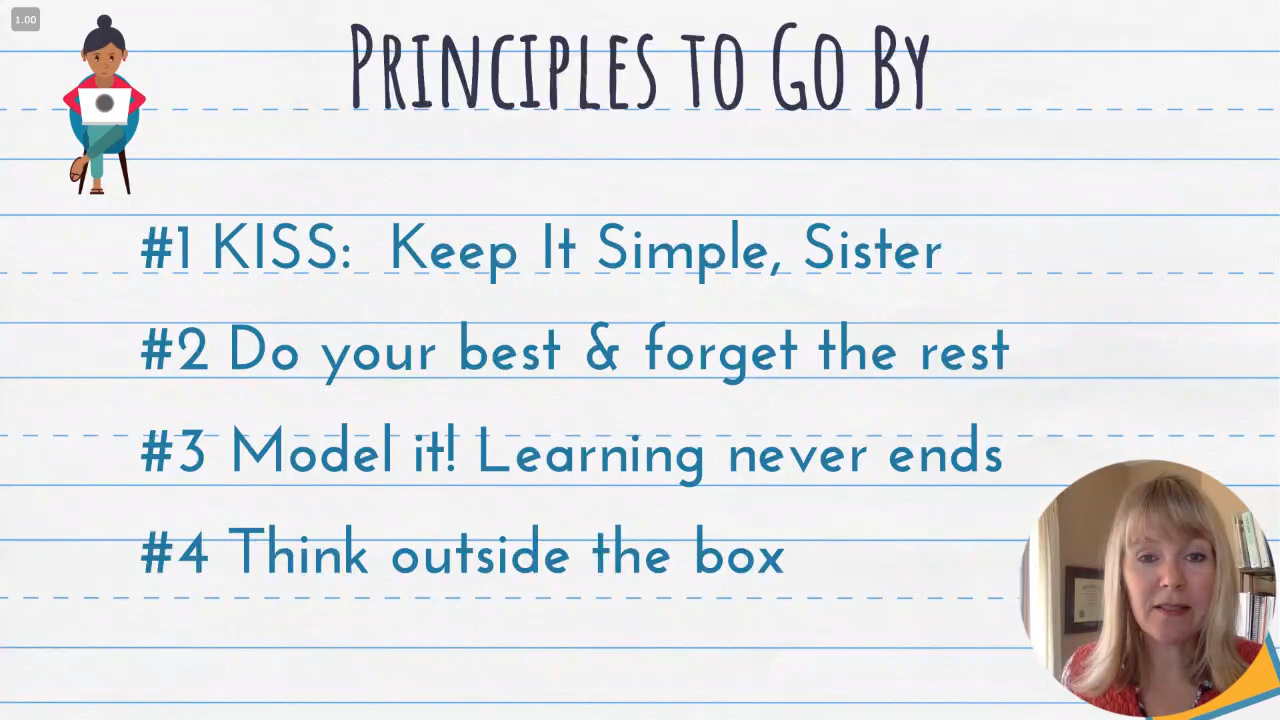 1.00
Principles to Go By
#1 KISS:  Keep It Simple, Sister
#2 Do your best & forget the rest
#3 Model it! Learning never ends
#4 Think outside the box